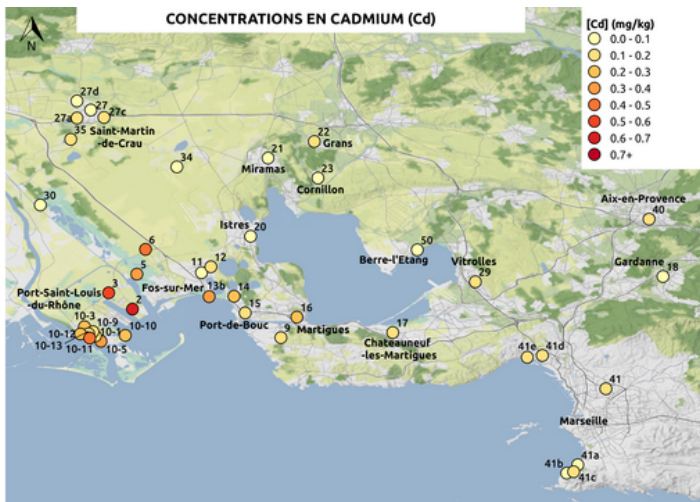 CONCENTRATIONS EN CADMIUM (Cd)
N
[Cd] (mg/kg)
0.0 - 0.1
0.1 - 0.2
0.2 - 0.3
0.3 - 0.4
0.4 - 0.5
0.5 - 0.6
0.6 - 0.7
0.7+
27d
27
27a
27c
Saint-Martin
-de-Crau
35
34
22
Grans
21
Miramas
23
Cornillon
30
Aix-en-Provence
40
Istres
20
6
5
50
Berre-l'Etang
Vitrolles
29
Gardanne
18
11
12
Fos-sur-Mer
13b
14
3
Port-Saint-Louis
-du-Rhône
2
15
Port-de-Bouc
16
Martigues
9
17
Chateauneuf
-les-Martigues
10-3
10-9
10-12
10-1
10-10
10-13
10-11
10-5
41e
41d
41
Marseille
41a
41b
41c